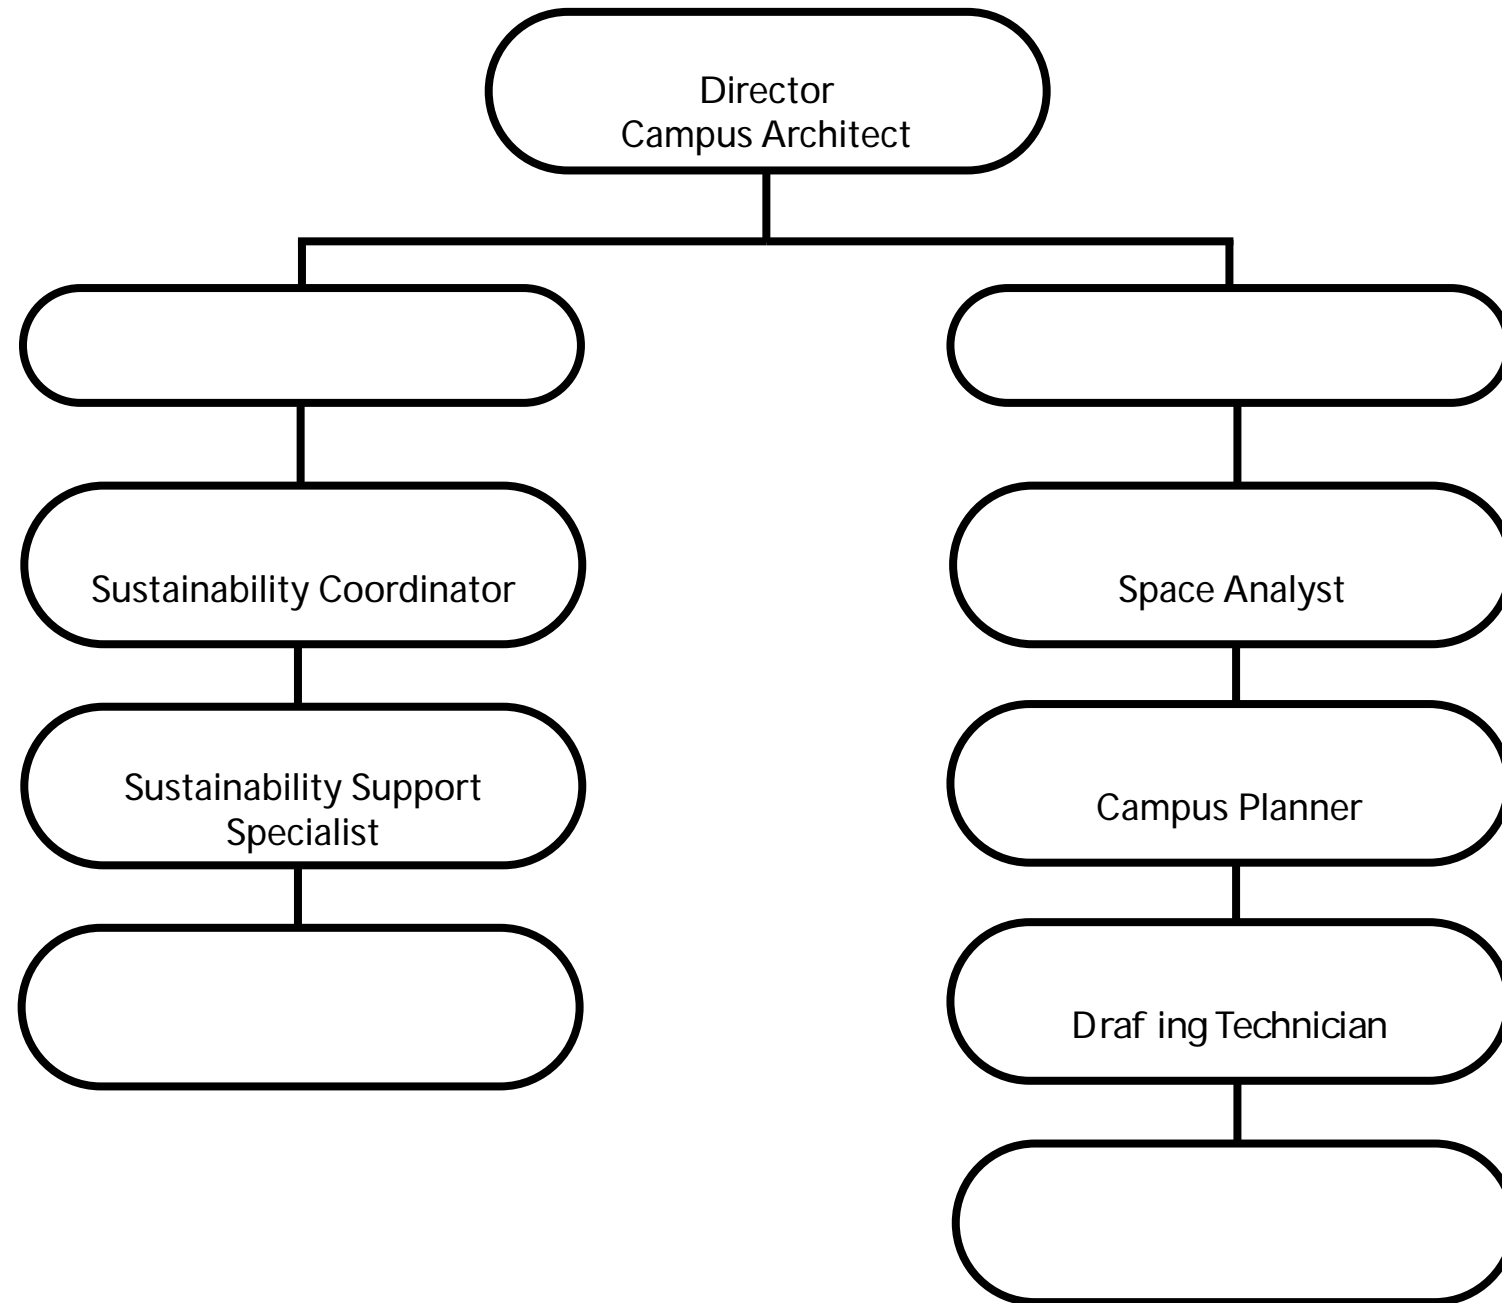 Director
Campus Architect
Sustainability Coordinator
Space Analyst
Sustainability Support
Specialist
Campus Planner
Draf ing Technician